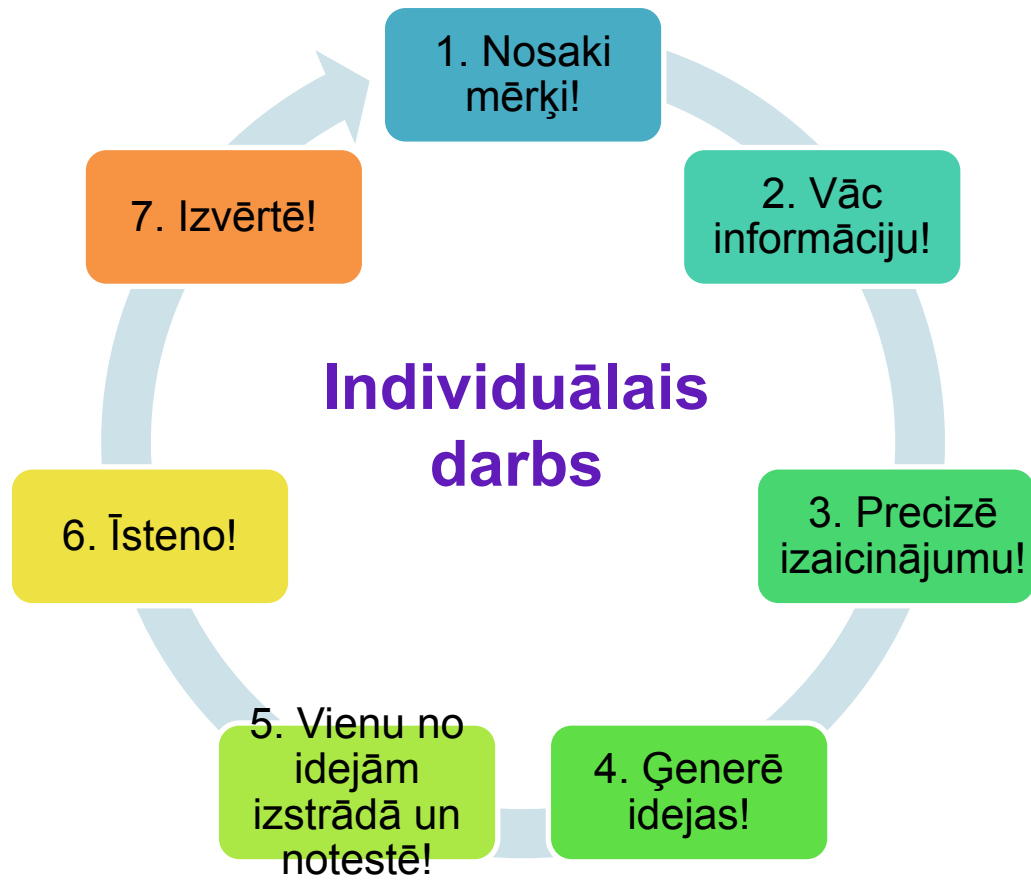 1. Nosaki
mērķi!
2. Vāc
informāciju!
3. Precizē
izaicinājumu!
4. Ģenerē
idejas!
5. Vienu no
idejām
izstrādā un
notestē!
6. Īsteno!
7. Izvērtē!
Individuālais
darbs